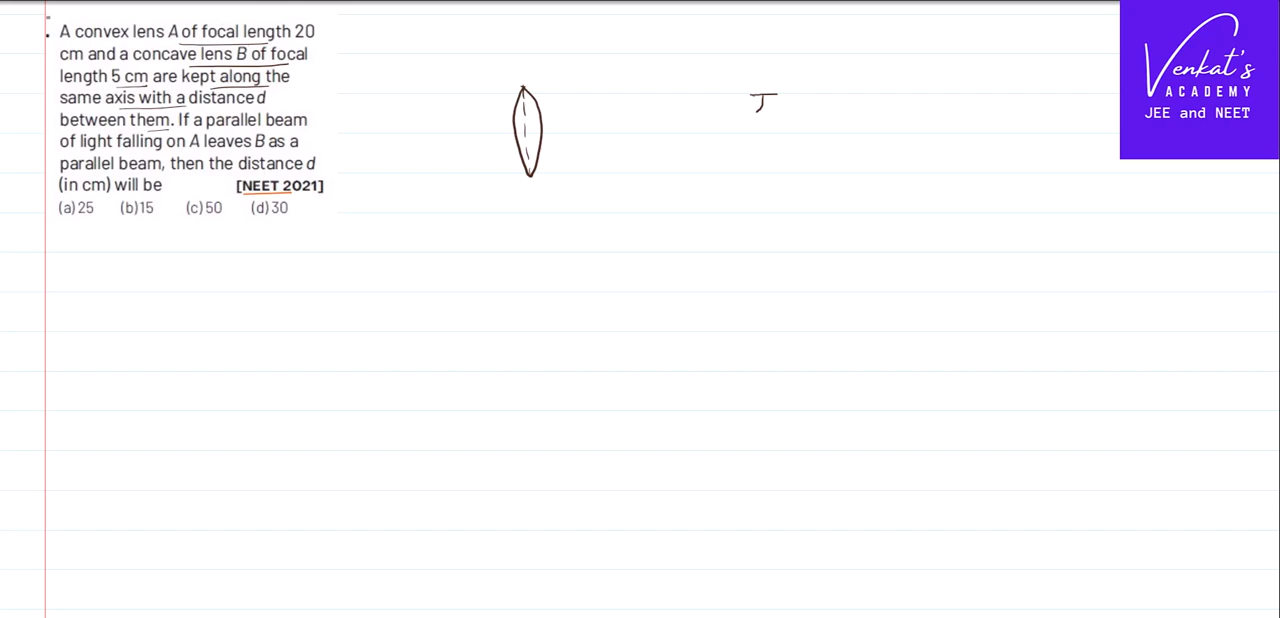 . A convex lens A of focal length 20
cm and a concave lens B of focal
length 5 cm are kept along the
same axis with a distance d
between them. If a parallel beam
of light falling on A leaves B as a
parallel beam, then the distance d
(in cm) will be [NEET 2021]
(a) 25 (b) 15 (c) 50 (d) 30
Venkat's
ACADEMY
JEE and NEET